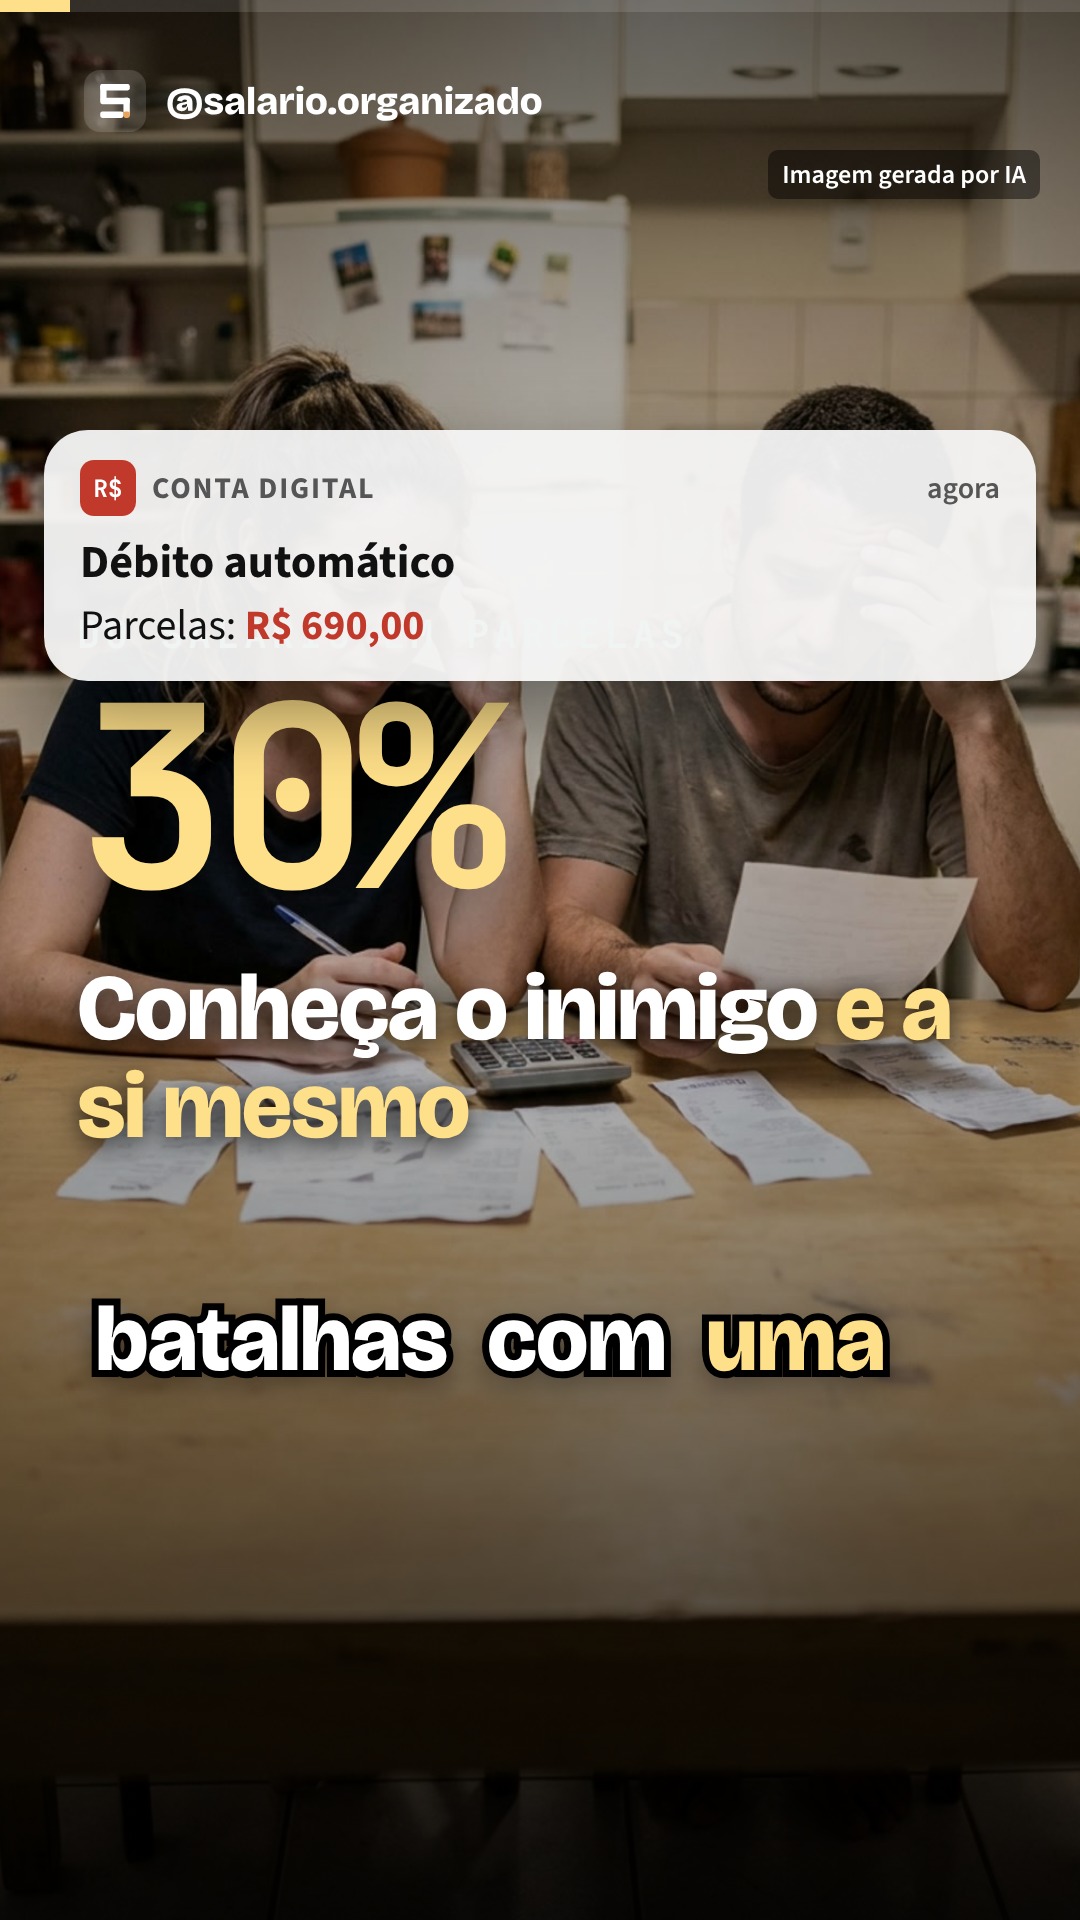 @salario.organizado
Imagem gerada por IA
R$ CONTA DIGITAL agora
Débito automático
Parcelas: R$ 690,00
PARCELAS
30%
Conheça o inimigo e a
si mesmo
batalhas com uma